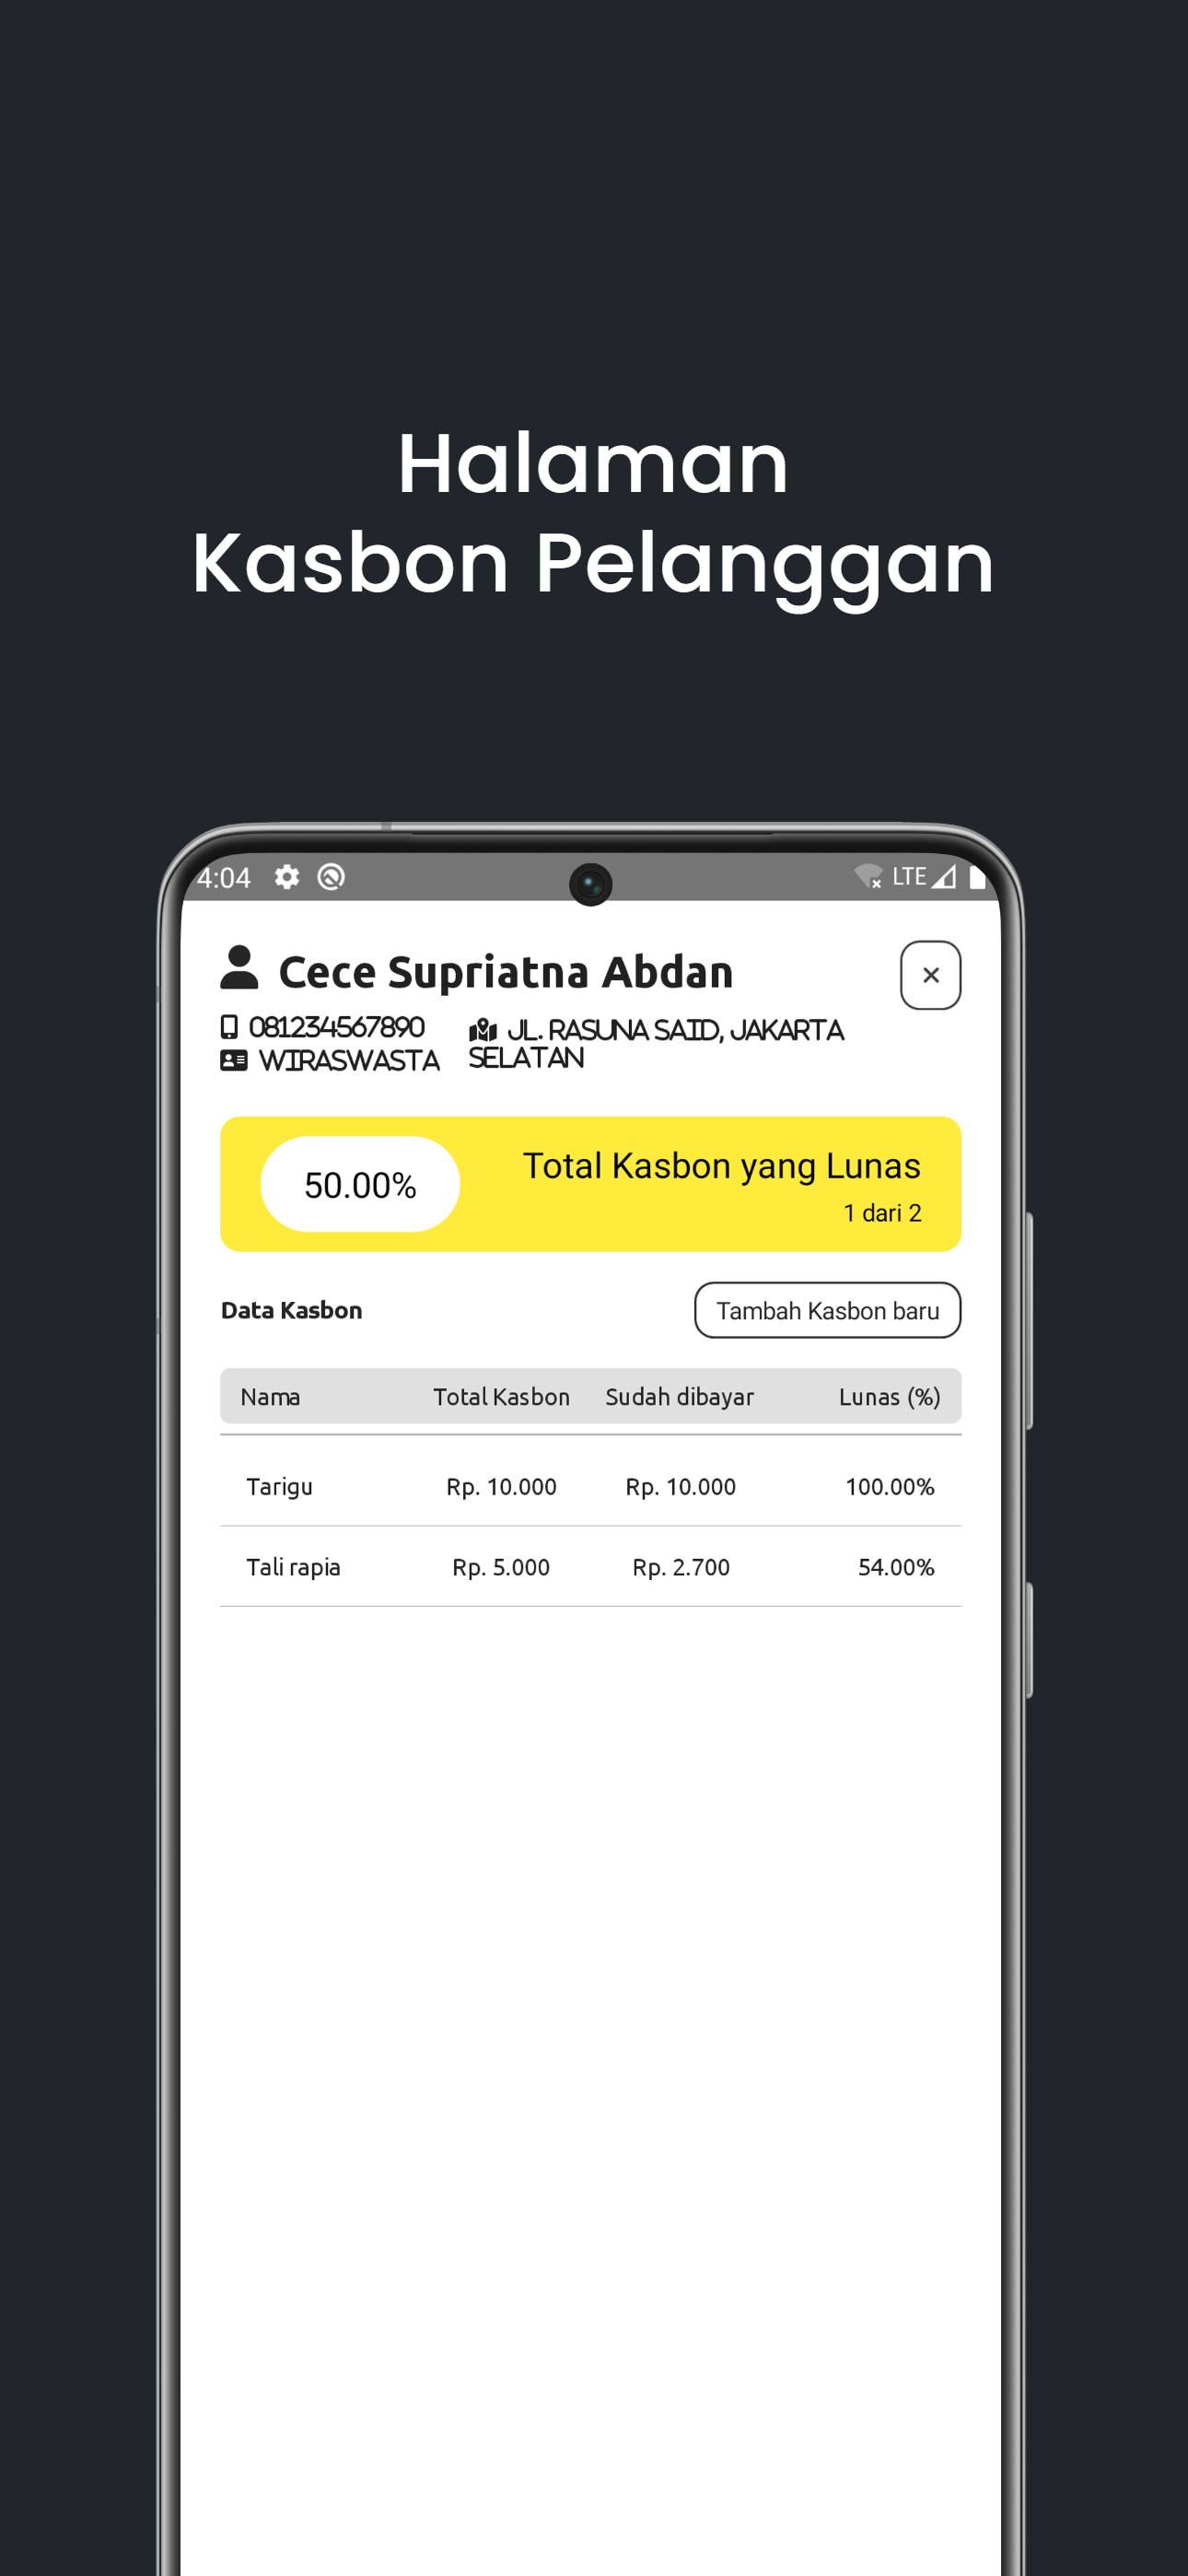 Halaman
Kasbon Pelanggan
4:04 LTE
Cece Supriatna Abdan
081234567890
WIRASWASTA
JL. RASUNA SAID, JAKARTA
SELATAN
50.00%
Total Kasbon yang Lunas
1 dari 2
Data Kasbon
Tambah Kasbon baru
Nama Total Kasbon Sudah dibayar Lunas (%)
Tarigu Rp. 10.000 Rp. 10.000 100.00%
Tali rapia Rp. 5.000 Rp. 2.700 54.00%